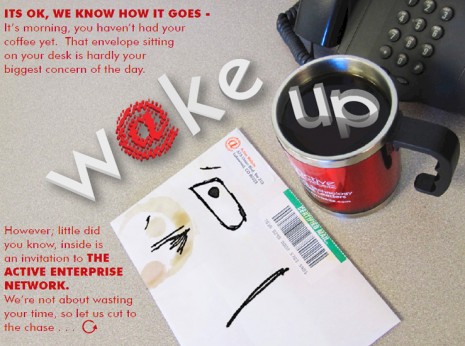 ITS OK, WE KNOW HOW IT GOES -
It's morning, you haven't had your
coffee yet. That envelope sitting
on your desk is hardly your
biggest concern of the day.
w@ke
up
CERTIFIED MAIL
However, little did
you know, inside is
an invitation to THE
ACTIVE ENTERPRISE
NETWORK.
We're not about wasting
your time, so let us cut to
the chase . . .